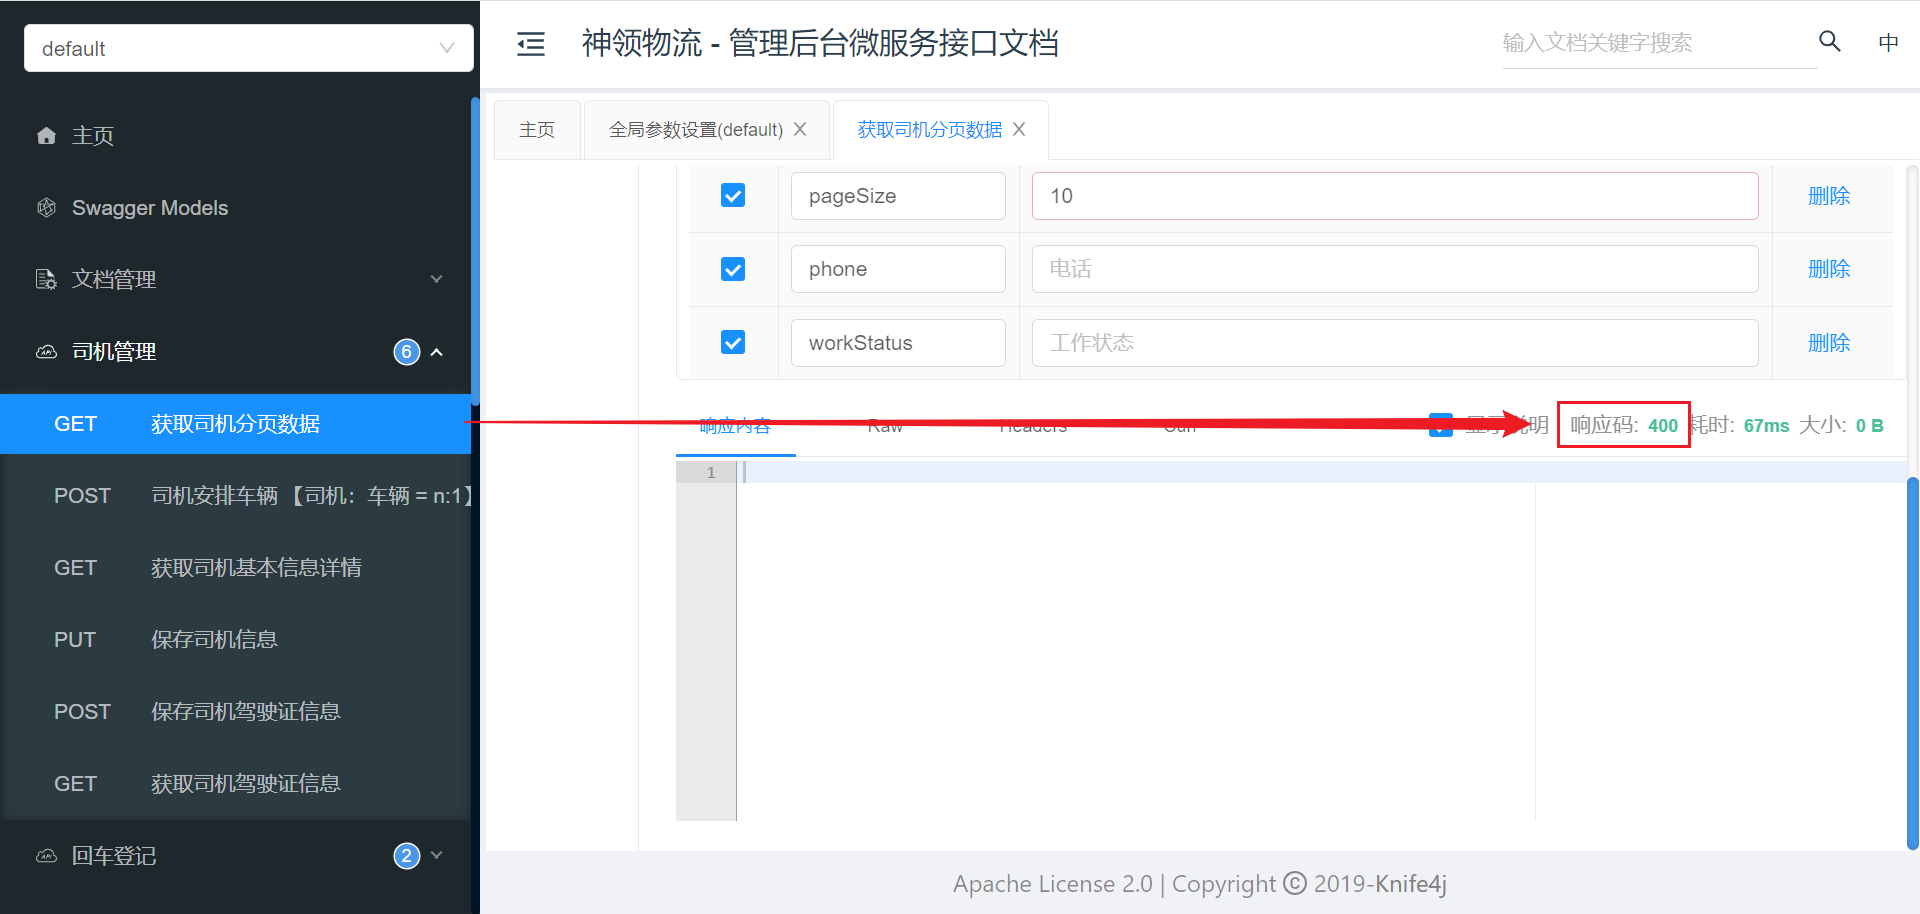 default
主页
Swagger Models
文档管理
司机管理
6
GET 获取司机分页数据
POST 司机安排车辆 【司机：车辆 = n:1】
GET 获取司机基本信息详情
PUT 保存司机信息
POST 保存司机驾驶证信息
GET 获取司机驾驶证信息
回车登记
2
神领物流 - 管理后台微服务接口文档
输入文档关键字搜索
中
主页
全局参数设置(default)
获取司机分页数据
pageSize 10 删除
phone 电话 删除
workStatus 工作状态 删除
响应内容 Raw Headers Curl 显示说明 响应码: 400 耗时: 67ms 大小: 0 B
1
Apache License 2.0 | Copyright © 2019-Knife4j